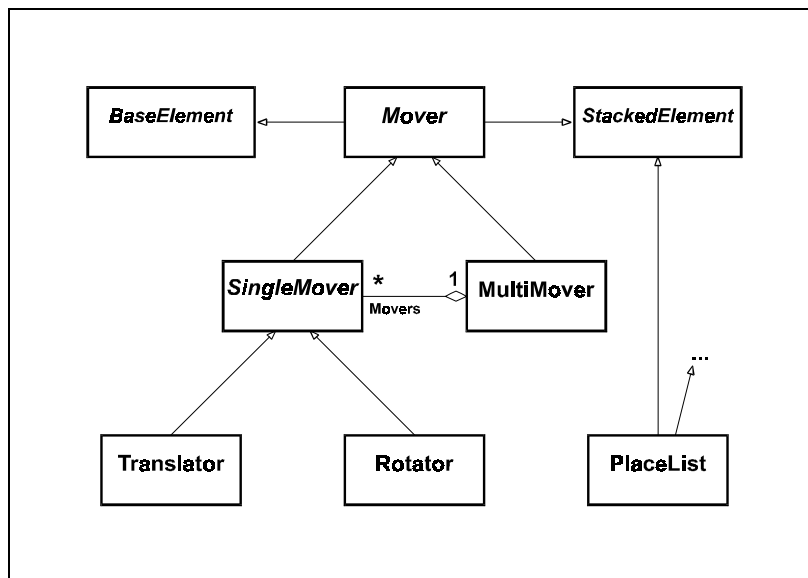 BaseElement
Mover
StackedElement
SingleMover
*
Movers
1
MultiMover
...
Translator
Rotator
PlaceList